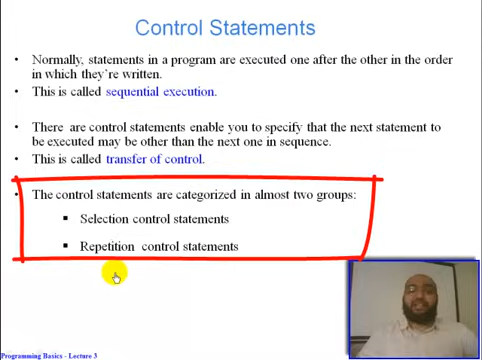 Control Statements
• Normally, statements in a program are executed one after the other in the order
in which they're written.
• This is called sequential execution.
• There are control statements enable you to specify that the next statement to
be executed may be other than the next one in sequence.
• This is called transfer of control.
• The control statements are categorized in almost two groups:
▪ Selection control statements
▪ Repetition control statements
Programming Basics - Lecture 3